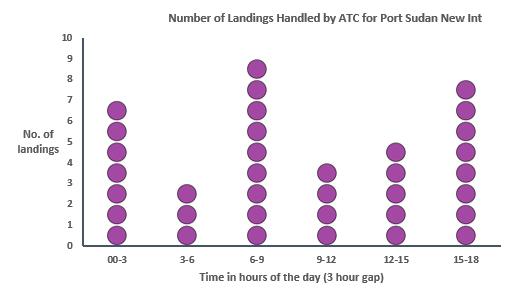 Number of Landings Handled by ATC for Port Sudan New Int
10
9
8
7
6
5
4
3
2
1
0
No. of
landings
00-3 3-6 6-9 9-12 12-15 15-18
Time in hours of the day (3 hour gap)